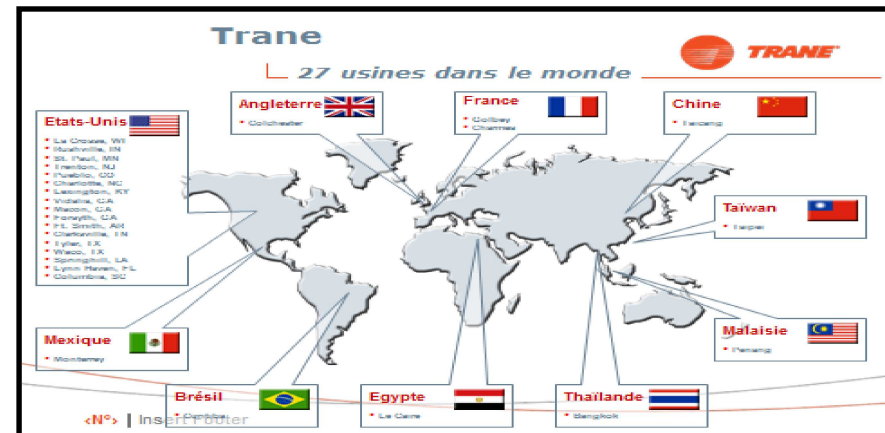 Trane
27 usines dans le monde
TRANE
Etats-Unis
La Crosse, WI
Rushville, IN
St. Paul, MN
Trenton, NJ
Pueblo, CO
Charlotte, NC
Lexington, KY
Vidalia, GA
Macon, GA
Forsyth, GA
Ft. Smith, AR
Clarksville, TN
Tyler, TX
Waco, TX
Springhill, LA
Lynn Haven, FL
Columbia, SC
Angleterre
Colchester
France
Golbey
Charmes
Chine
Taicang
Taïwan
Taipei
Malaisie
Penang
Mexique
Monterrey
Brésil
Egypte
Le Caire
Thaïlande
Bangkok
‹N°› | Insert Footer